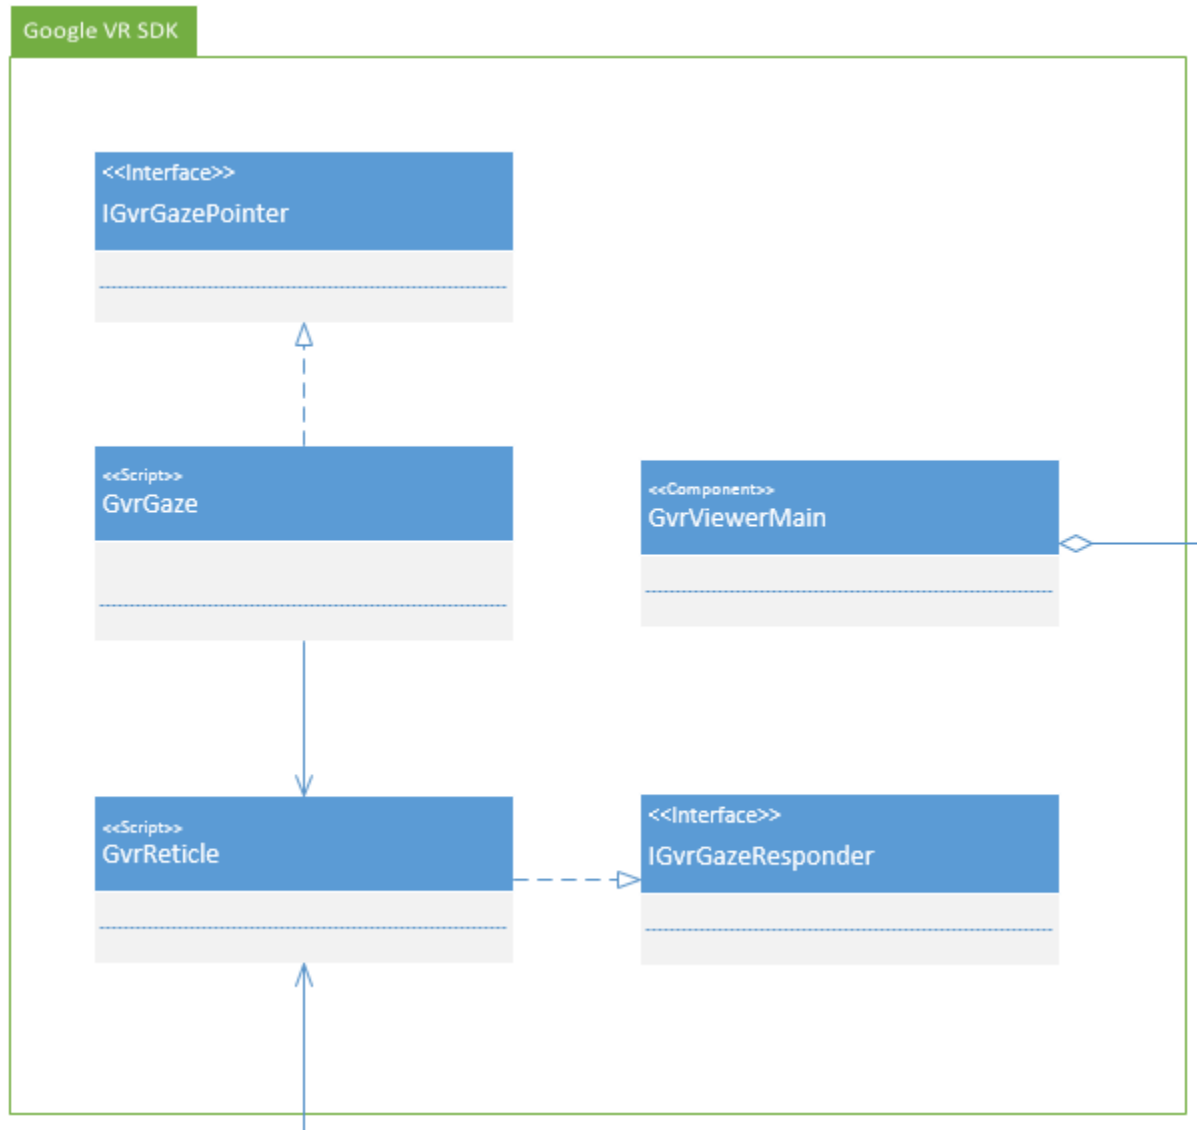 Google VR SDK
<<Interface>>
IGvrGazePointer
<<Script>>
GvrGaze
<<Component>>
GvrViewerMain
<<Script>>
GvrReticle
<<Interface>>
IGvrGazeResponder